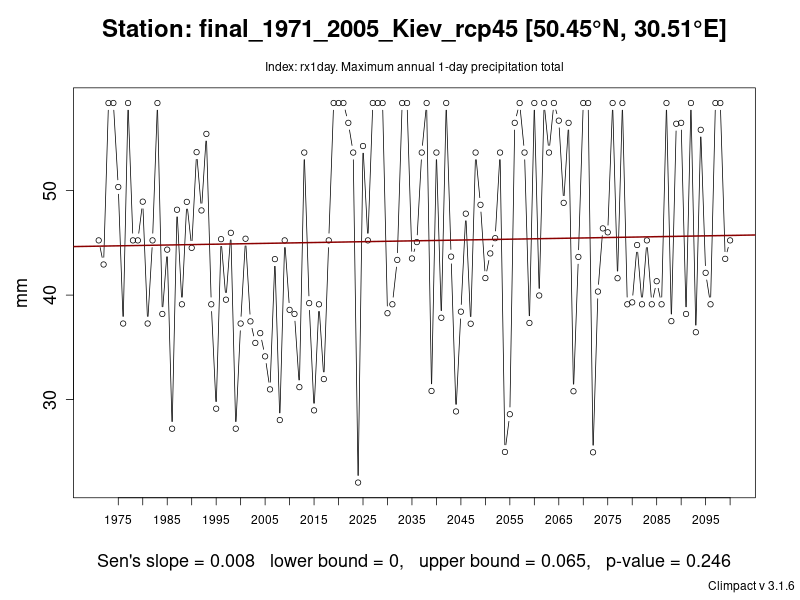 Station: final_1971_2005_Kiev_rcp45 [50.45°N, 30.51°E]
Index: rx1day. Maximum annual 1-day precipitation total
50
40
30
mm
1975 1985 1995 2005 2015 2025 2035 2045 2055 2065 2075 2085 2095
Sen's slope = 0.008 lower bound = 0, upper bound = 0.065, p-value = 0.246
Climpact v 3.1.6